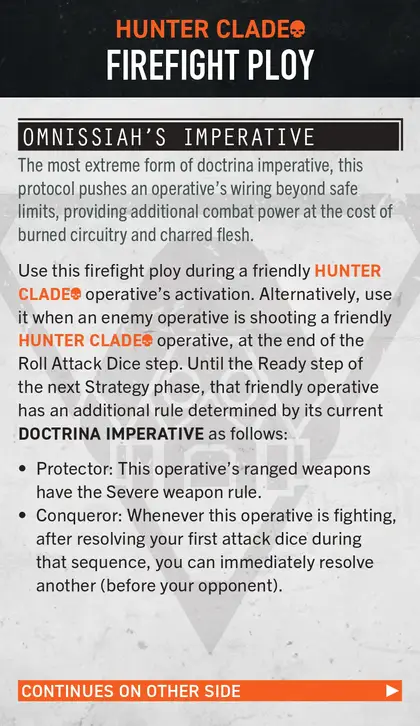 HUNTER CLADE
FIREFIGHT PLOY
OMNISSIAH'S IMPERATIVE
The most extreme form of doctrina imperative, this
protocol pushes an operative's wiring beyond safe
limits, providing additional combat power at the cost of
burned circuitry and charred flesh.
Use this firefight ploy during a friendly HUNTER
CLADE operative's activation. Alternatively, use
it when an enemy operative is shooting a friendly
HUNTER CLADE operative, at the end of the
Roll Attack Dice step. Until the Ready step of
the next Strategy phase, that friendly operative
has an additional rule determined by its current
DOCTRINA IMPERATIVE as follows:
• Protector: This operative's ranged weapons
have the Severe weapon rule.
• Conqueror: Whenever this operative is fighting,
after resolving your first attack dice during
that sequence, you can immediately resolve
another (before your opponent).
CONTINUES ON OTHER SIDE